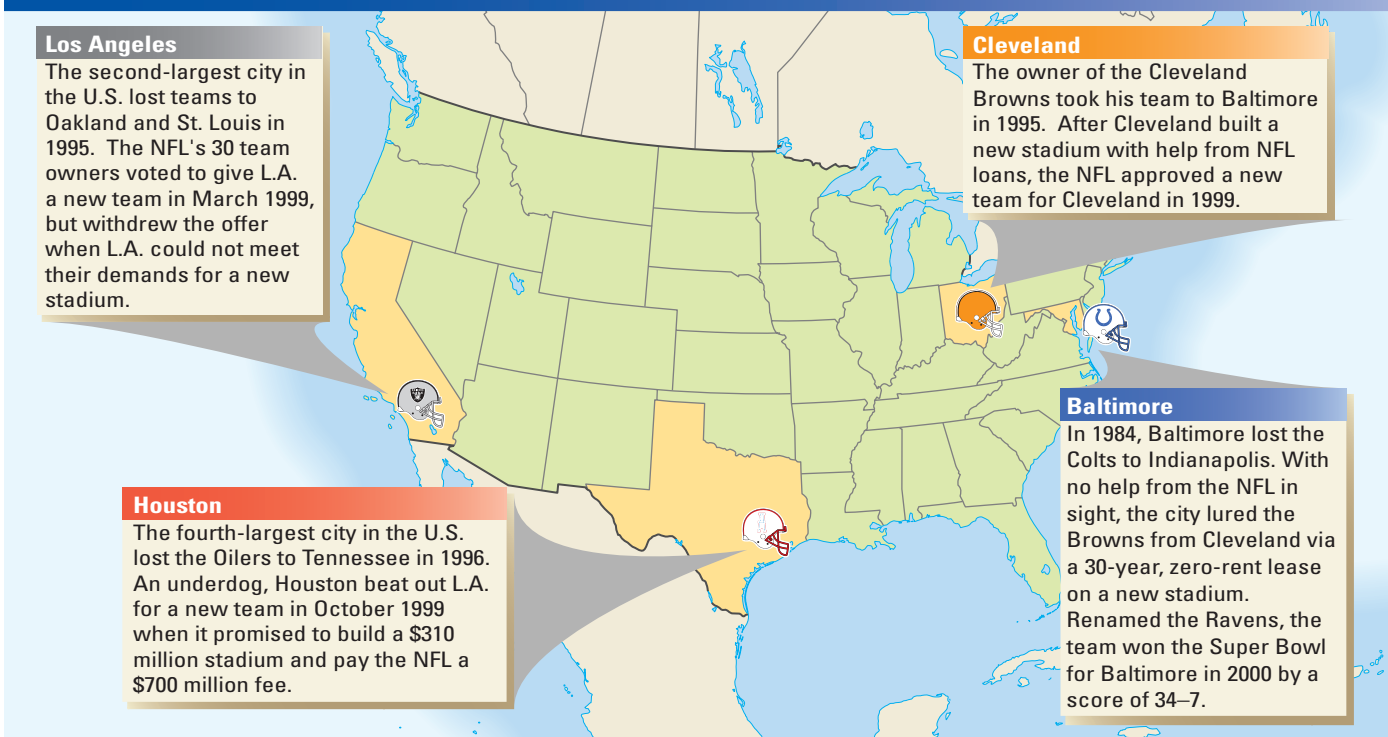 Los Angeles
The second-largest city in
the U.S. lost teams to
Oakland and St. Louis in
1995.  The NFL's 30 team
owners voted to give L.A.
a new team in March 1999,
but withdrew the offer
when L.A. could not meet
their demands for a new
stadium.
Cleveland
The owner of the Cleveland
Browns took his team to Baltimore
in 1995.  After Cleveland built a
new stadium with help from NFL
loans, the NFL approved a new
team for Cleveland in 1999.
Houston
The fourth-largest city in the U.S.
lost the Oilers to Tennessee in 1996.
An underdog, Houston beat out L.A.
for a new team in October 1999
when it promised to build a $310
million stadium and pay the NFL a
$700 million fee.
Baltimore
In 1984, Baltimore lost the
Colts to Indianapolis. With
no help from the NFL in
sight, the city lured the
Browns from Cleveland via
a 30-year, zero-rent lease
on a new stadium.
Renamed the Ravens, the
team won the Super Bowl
for Baltimore in 2000 by a
score of 34–7.